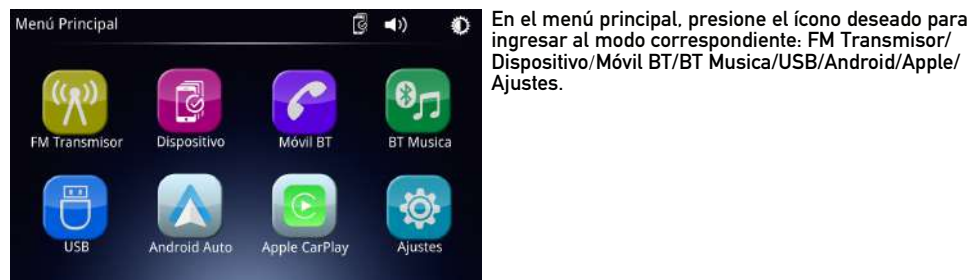 Menú Principal
FM Transmisor
Dispositivo
Móvil BT
BT Musica
USB
Android Auto
Apple CarPlay
Ajustes
En el menú principal, presione el ícono deseado para
ingresar al modo correspondiente: FM Transmisor/
Dispositivo/Móvil BT/BT Musica/USB/Android/Apple/
Ajustes.